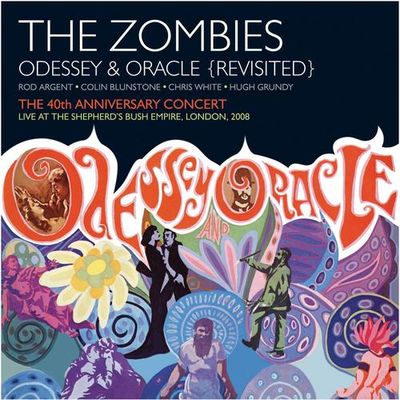 THE ZOMBIES
ODESSEY & ORACLE {REVISITED}
ROD ARGENT • COLIN BLUNSTONE • CHRIS WHITE • HUGH GRUNDY
THE 40th ANNIVERSARY CONCERT
LIVE AT THE SHEPHERD'S BUSH EMPIRE, LONDON, 2008
ODESSEY AND ORACLE